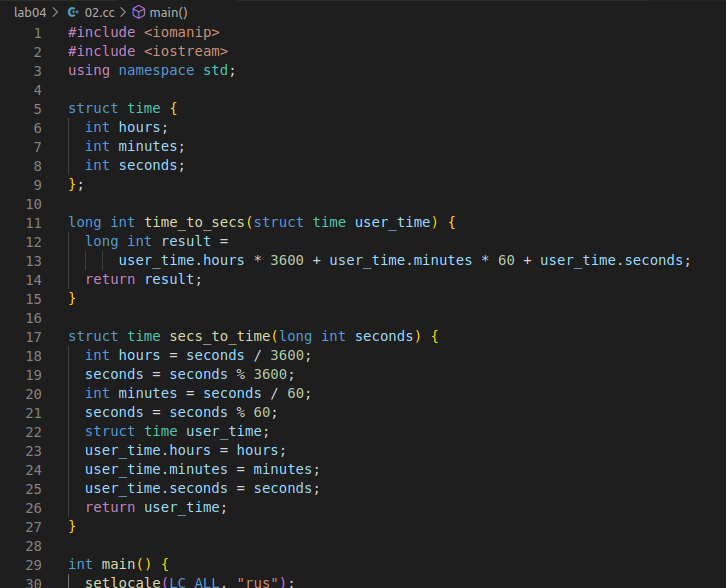 lab04 > 02.cc > main()
1 #include <iomanip>
2 #include <iostream>
3 using namespace std;
4
5 struct time {
6   int hours;
7   int minutes;
8   int seconds;
9 };
10
11 long int time_to_secs(struct time user_time) {
12   long int result =
13       user_time.hours * 3600 + user_time.minutes * 60 + user_time.seconds;
14   return result;
15 }
16
17 struct time secs_to_time(long int seconds) {
18   int hours = seconds / 3600;
19   seconds = seconds % 3600;
20   int minutes = seconds / 60;
21   seconds = seconds % 60;
22   struct time user_time;
23   user_time.hours = hours;
24   user_time.minutes = minutes;
25   user_time.seconds = seconds;
26   return user_time;
27 }
28
29 int main() {
30   setlocale(LC_ALL, "rus");